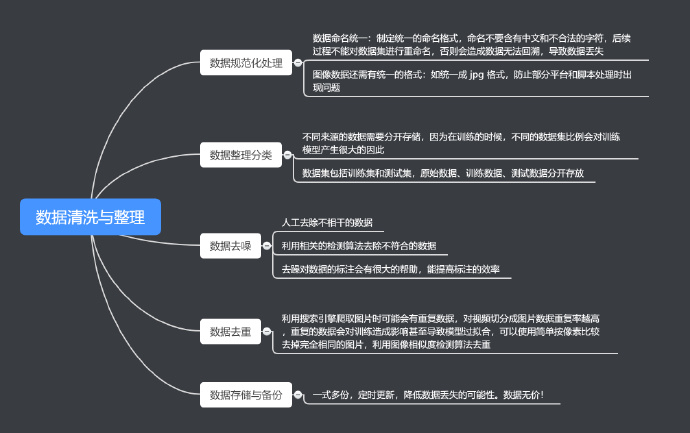 数据命名统一：制定统一的命名格式，命名不要含有中文和不合法的字符，后续
过程不能对数据集进行重命名，否则会造成数据无法回溯，导致数据丢失
数据规范化处理
图像数据还需有统一的格式：如统一成 jpg 格式，防止部分平台和脚本处理时出
现问题
不同来源的数据需要分开存储，因为在训练的时候，不同的数据集比例会对训练
模型产生很大的因此
数据整理分类
数据集包括训练集和测试集，原始数据、训练数据、测试数据分开存放
数据清洗与整理
人工去除不相干的数据
数据去噪
利用相关的检测算法去除不符合的数据
去躁对数据的标注会有很大的帮助，能提高标注的效率
利用搜索引擎爬取图片时可能会有重复数据，对视频切分成图片数据重复率越高
，重复的数据会对训练造成影响甚至导致模型过拟合，可以使用简单按像素比较
数据去重
去掉完全相同的图片，利用图像相似度检测算法去重
数据存储与备份
一式多份，定时更新，降低数据丢失的可能性。数据无价！